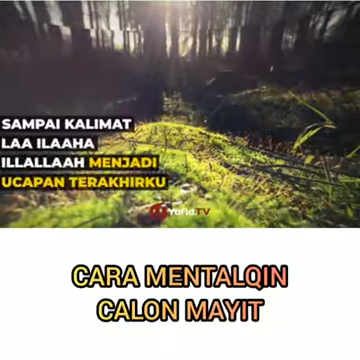 SAMPAI KALIMAT
LAA ILAAHA
ILLALLAAH MENJADI
UCAPAN TERAKHIRKU
Yufid.TV
CARA MENTALQIN
CALON MAYIT